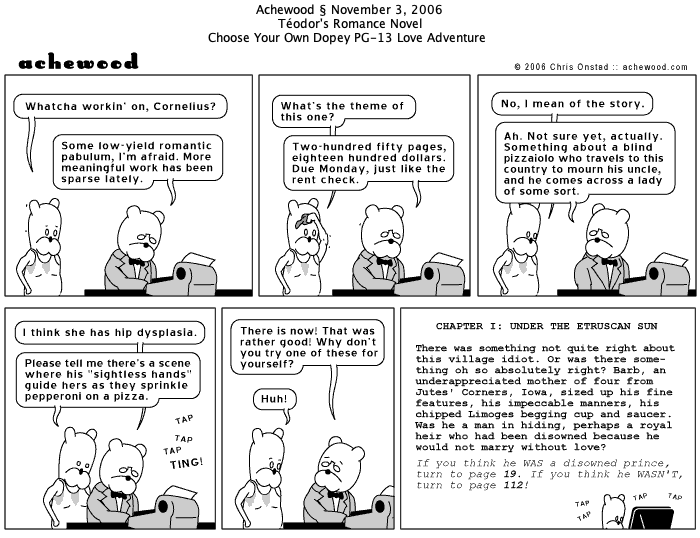 Achewood § November 3, 2006
Téodor's Romance Novel
Choose Your Own Dopey PG-13 Love Adventure
achewood
© 2006 Chris Onstad :: achewood.com
Whatcha workin' on, Cornelius?
Some low-yield romantic
pabulum, I'm afraid. More
meaningful work has been
sparse lately.
What's the theme of
this one?
Two-hundred fifty pages,
eighteen hundred dollars.
Due Monday, just like the
rent check.
No, I mean of the story.
Ah. Not sure yet, actually.
Something about a blind
pizzaiolo who travels to this
country to mourn his uncle,
and he comes across a lady
of some sort.
I think she has hip dysplasia.
Please tell me there's a scene
where his "sightless hands"
guide hers as they sprinkle
pepperoni on a pizza.
TAP
TAP
TAP
TING!
There is now! That was
rather good! Why don't
you try one of these for
yourself?
Huh!
CHAPTER I: UNDER THE ETRUSCAN SUN
There was something not quite right about
this village idiot. Or was there some-
thing oh so absolutely right? Barb, an
underappreciated mother of four from
Jutes' Corners, Iowa, sized up his fine
features, his impeccable manners, his
chipped Limoges begging cup and saucer.
Was he a man in hiding, perhaps a royal
heir who had been disowned because he
would not marry without love?
If you think he WAS a disowned prince,
turn to page 19. If you think he WASN'T,
turn to page 112!
TAP
TAP
TAP
TAP